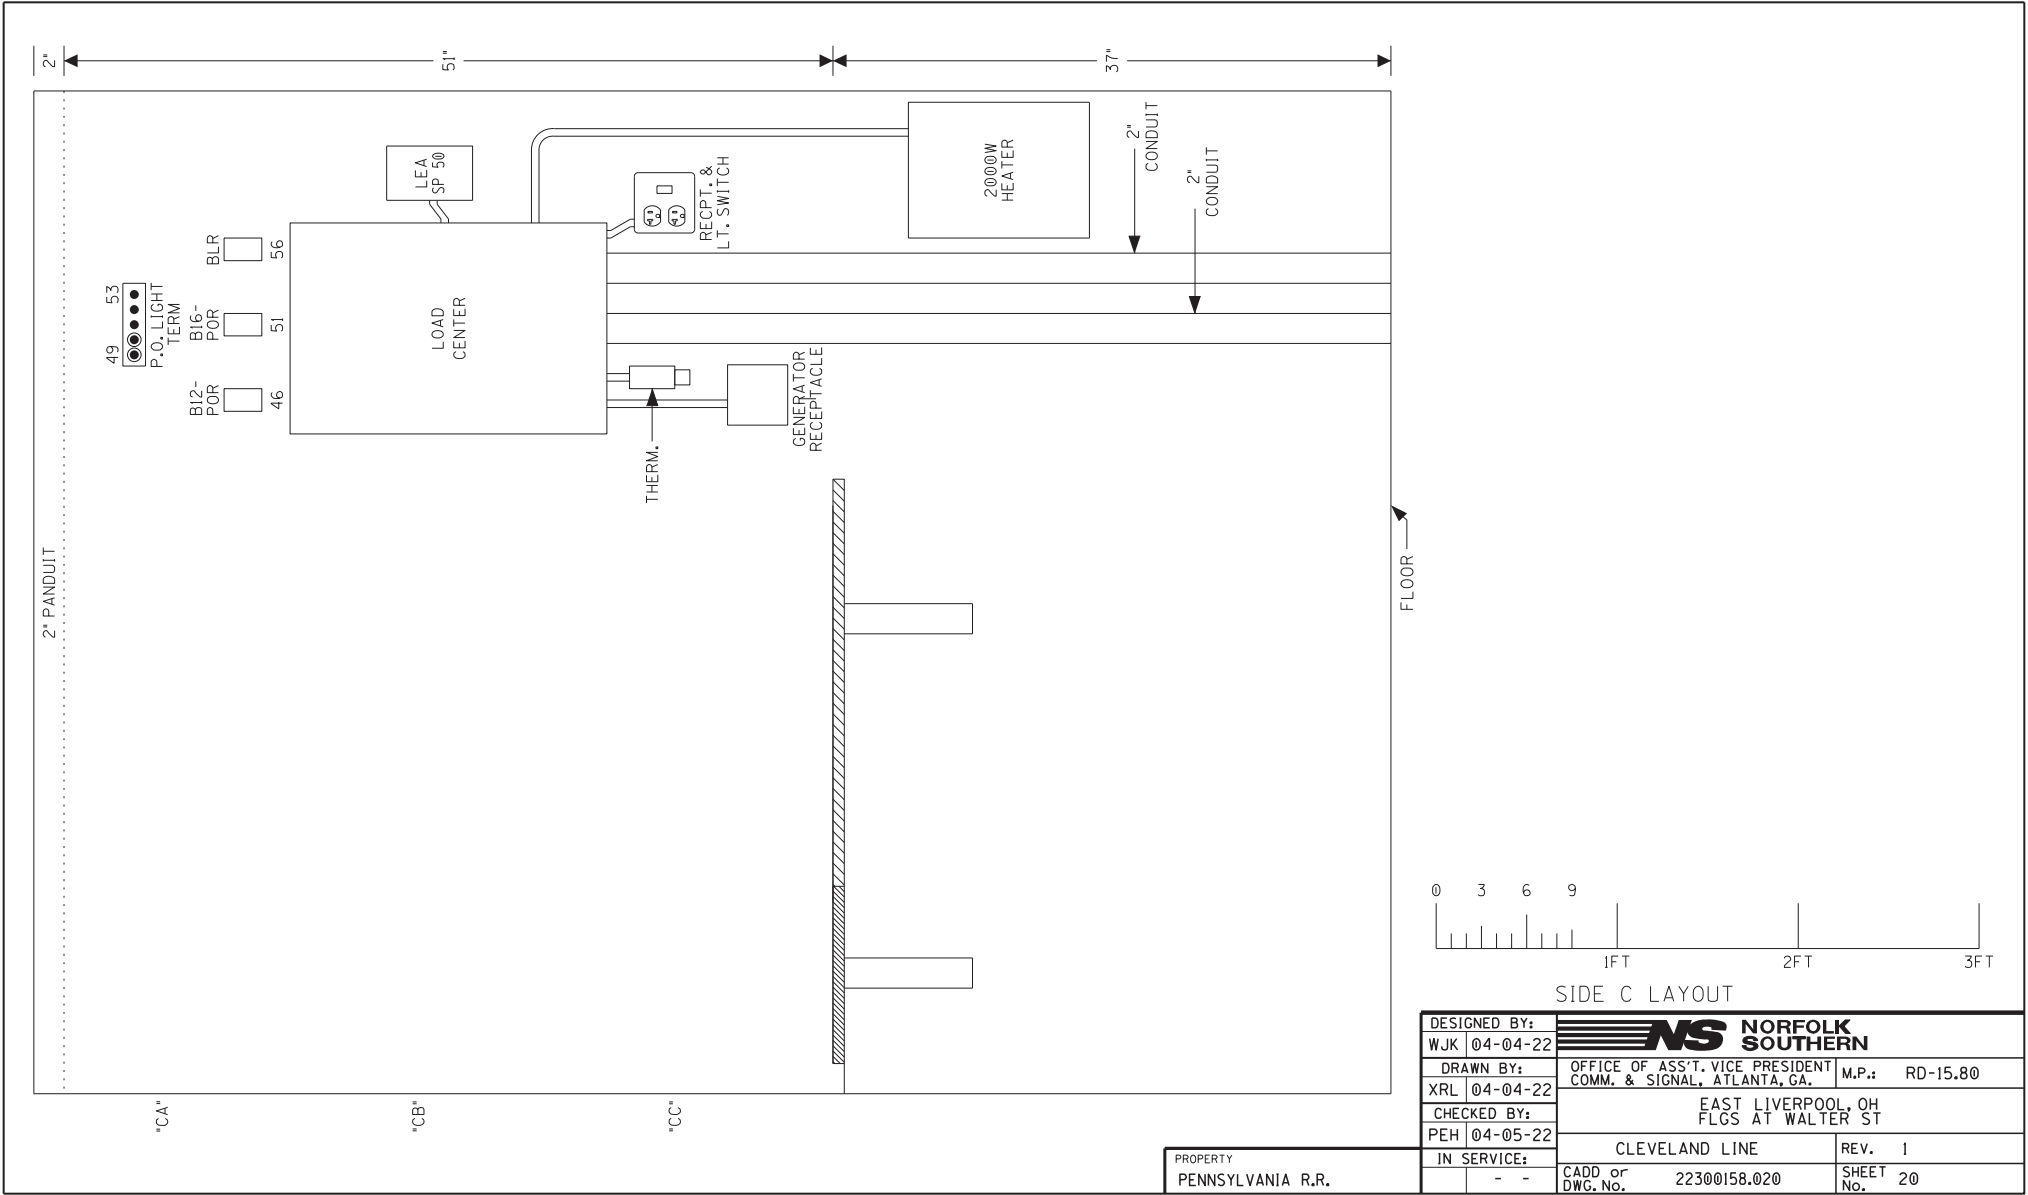 2"
51"
37"
2" PANDUIT
53
49
P.O. LIGHT
TERM
BLR
56
B16-
POR
51
B12-
POR
46
LEA
SP 50
LOAD
CENTER
RECPT. &
LT. SWITCH
THERM.
GENERATOR
RECEPTACLE
2000W
HEATER
2"
CONDUIT
2"
CONDUIT
FLOOR
"CA"
"CB"
"CC"
0 3 6 9
1FT 2FT 3FT
SIDE C LAYOUT
DESIGNED BY:
WJK 04-04-22
DRAWN BY:
XRL 04-04-22
CHECKED BY:
PEH 04-05-22
IN SERVICE:
- -
NS NORFOLK
SOUTHERN
OFFICE OF ASS'T. VICE PRESIDENT
COMM. & SIGNAL, ATLANTA, GA.
M.P.: RD-15.80
EAST LIVERPOOL, OH
FLGS AT WALTER ST
CLEVELAND LINE
REV. 1
CADD or
DWG. No. 22300158.020
SHEET
No. 20
PROPERTY
PENNSYLVANIA R.R.